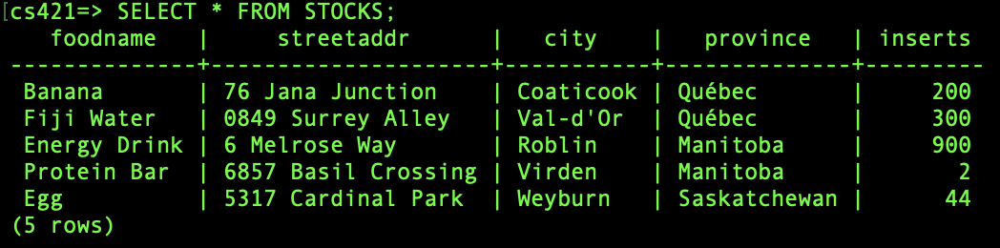 [cs421=> SELECT * FROM STOCKS;
   foodname   |     streetaddr      |   city    |   province   | inserts
--------------+---------------------+-----------+--------------+---------
 Banana       | 76 Jana Junction    | Coaticook | Québec       |     200
 Fiji Water   | 0849 Surrey Alley   | Val-d'Or  | Québec       |     300
 Energy Drink | 6 Melrose Way       | Roblin    | Manitoba     |     900
 Protein Bar  | 6857 Basil Crossing | Virden    | Manitoba     |       2
 Egg          | 5317 Cardinal Park  | Weyburn   | Saskatchewan |      44
(5 rows)